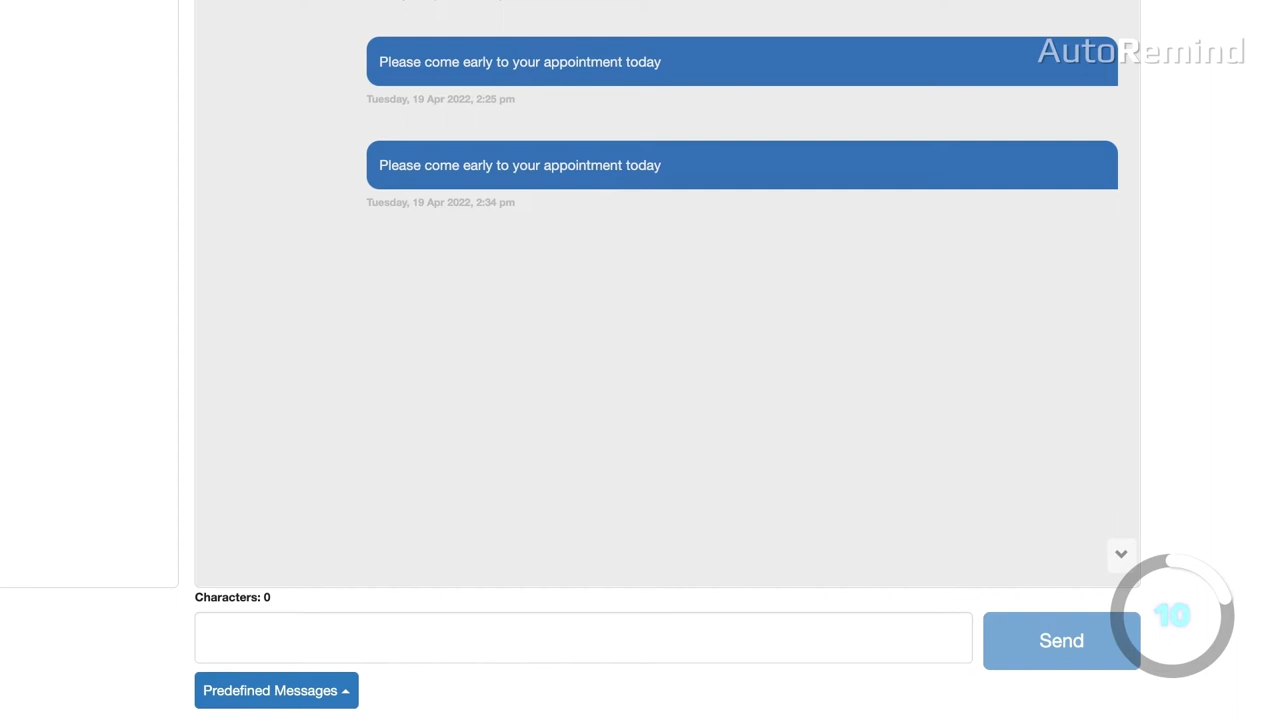 Please come early to your appointment today
AutoRemind
Tuesday, 19 Apr 2022, 2:25 pm
Please come early to your appointment today
Tuesday, 19 Apr 2022, 2:34 pm
Characters: 0
10
Send
Predefined Messages